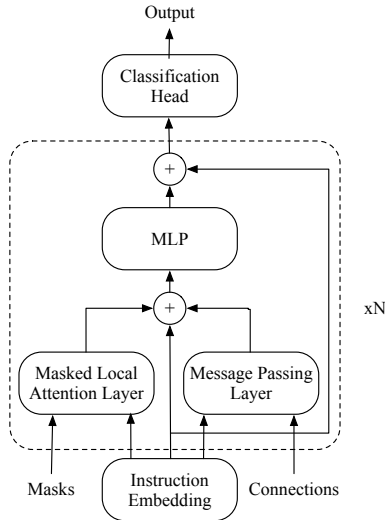 Output
Classification
Head
+
MLP
+
xN
Masked Local
Attention Layer
Message Passing
Layer
Masks
Instruction
Embedding
Connections